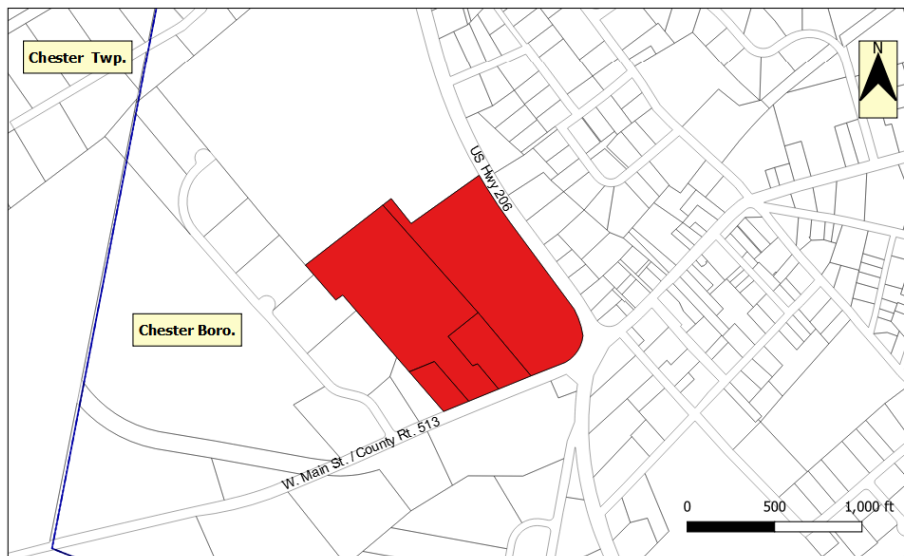 Chester Twp.
N
US Hwy 206
Chester Boro.
W. Main St. / County Rt. 513
0 500 1,000 ft